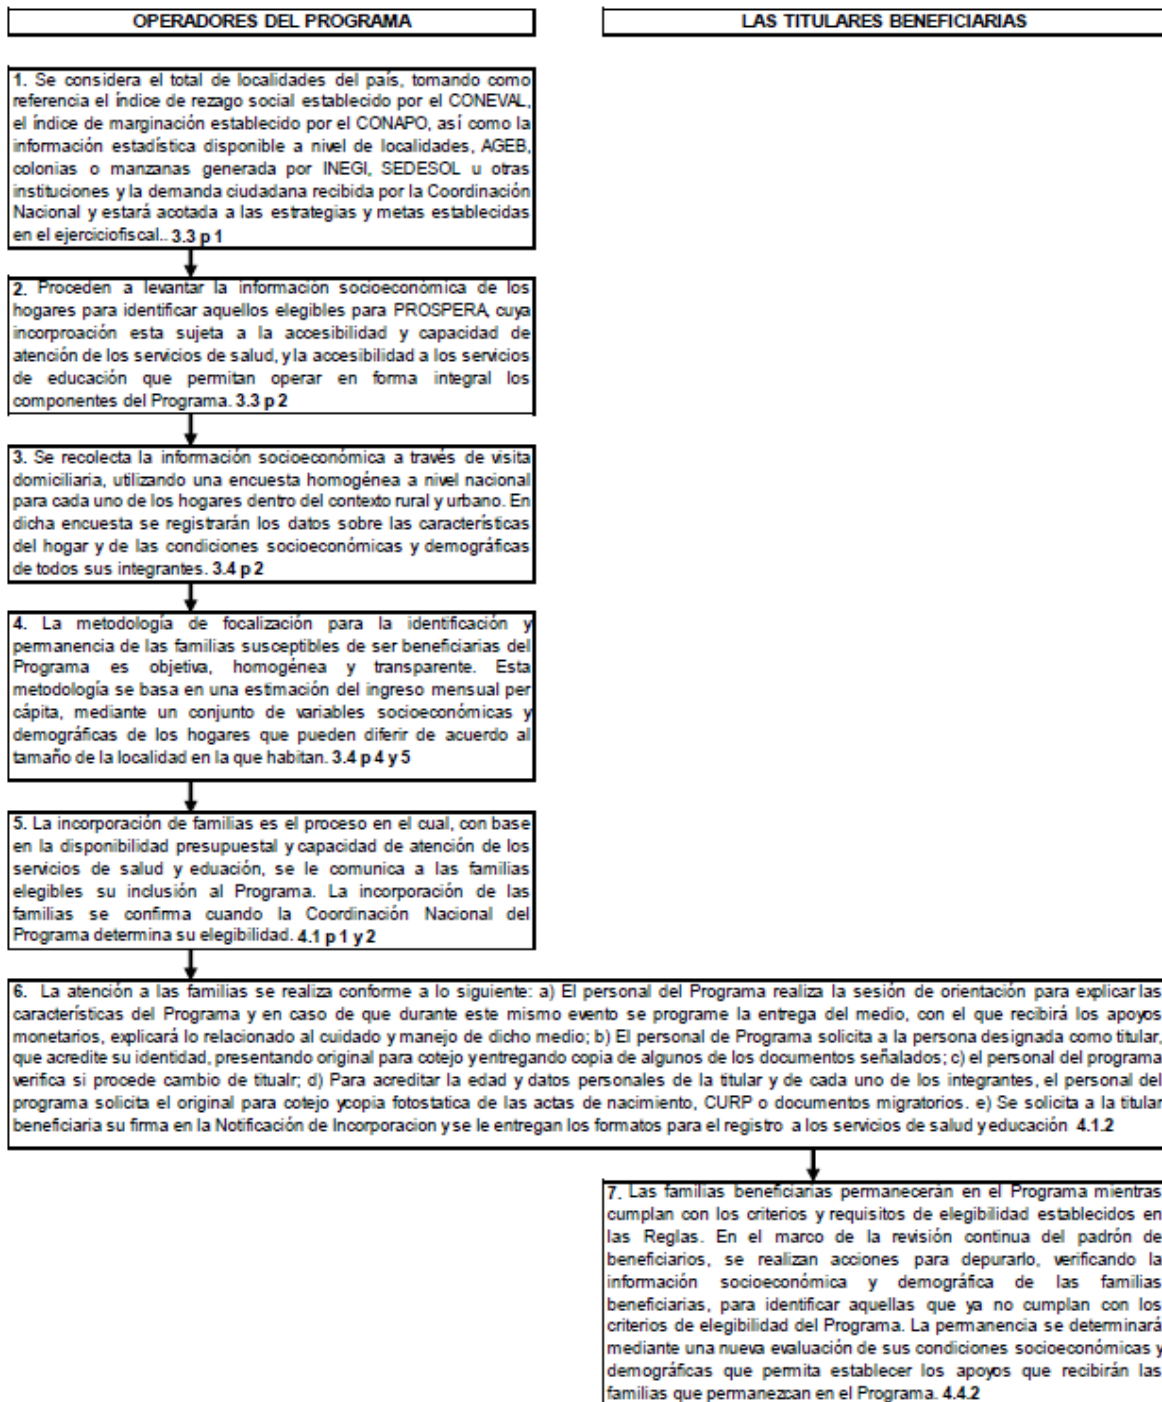 OPERADORES DEL PROGRAMA
LAS TITULARES BENEFICIARIAS
1. Se considera el total de localidades del país, tomando como
referencia el índice de rezago social establecido por el CONEVAL,
el índice de marginación establecido por el CONAPO, así como la
información estadística disponible a nivel de localidades, AGEB,
colonias o manzanas generada por INEGI, SEDESOL u otras
instituciones y la demanda ciudadana recibida por la Coordinación
Nacional y estará acotada a las estrategias y metas establecidas
en el ejerciciofiscal.. 3.3 p 1
2. Proceden a levantar la información socioeconómica de los
hogares para identificar aquellos elegibles para PROSPERA, cuya
incorproación esta sujeta a la accesibilidad y capacidad de
atención de los servicios de salud, y la accesibilidad a los servicios
de educación que permitan operar en forma integral los
componentes del Programa. 3.3 p 2
3. Se recolecta la información socioeconómica a través de visita
domiciliaria, utilizando una encuesta homogénea a nivel nacional
para cada uno de los hogares dentro del contexto rural y urbano. En
dicha encuesta se registrarán los datos sobre las características
del hogar y de las condiciones socioeconómicas y demográficas
de todos sus integrantes. 3.4 p 2
4. La metodología de focalización para la identificación y
permanencia de las familias susceptibles de ser beneficiarias del
Programa es objetiva, homogénea y transparente. Esta
metodología se basa en una estimación del ingreso mensual per
cápita, mediante un conjunto de variables socioeconómicas y
demográficas de los hogares que pueden diferir de acuerdo al
tamaño de la localidad en la que habitan. 3.4 p 4 y 5
5. La incorporación de familias es el proceso en el cual, con base
en la disponibilidad presupuestal y capacidad de atención de los
servicios de salud y eduación, se le comunica a las familias
elegibles su inclusión al Programa. La incorporación de las
familias se confirma cuando la Coordinación Nacional del
Programa determina su elegibilidad. 4.1 p 1 y 2
6. La atención a las familias se realiza conforme a lo siguiente: a) El personal del Programa realiza la sesión de orientación para explicar las
características del Programa y en caso de que durante este mismo evento se programe la entrega del medio, con el que recibirá los apoyos
monetarios, explicará lo relacionado al cuidado y manejo de dicho medio; b) El personal de Programa solicita a la persona designada como titular,
que acredite su identidad, presentando original para cotejo y entregando copia de algunos de los documentos señalados; c) el personal del programa
verifica si procede cambio de titualr; d) Para acreditar la edad y datos personales de la titular y de cada uno de los integrantes, el personal del
programa solicita el original para cotejo ycopia fotostatica de las actas de nacimiento, CURP o documentos migratorios. e) Se solicita a la titular
beneficiaria su firma en la Notificación de Incorporacion y se le entregan los formatos para el registro a los servicios de salud y educación 4.1.2
7. Las familias beneficiarias permanecerán en el Programa mientras
cumplan con los criterios y requisitos de elegibilidad establecidos en
las Reglas. En el marco de la revisión continua del padrón de
beneficiarios, se realizan acciones para depurarlo, verificando la
información socioeconómica y demográfica de las familias
beneficiarias, para identificar aquellas que ya no cumplan con los
criterios de elegibilidad del Programa. La permanencia se determinará
mediante una nueva evaluación de sus condiciones socioeconómicas y
demográficas que permita establecer los apoyos que recibirán las
familias que permanezcan en el Programa. 4.4.2